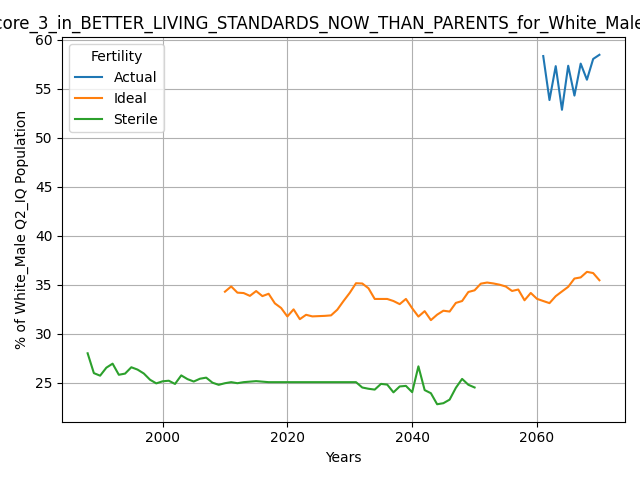 core_3_in_BETTER_LIVING_STANDARDS_NOW_THAN_PARENTS_for_White_Male
Fertility
Actual
Ideal
Sterile
% of White_Male Q2_IQ Population
60
55
50
45
40
35
30
25
2000
2020
2040
2060
Years